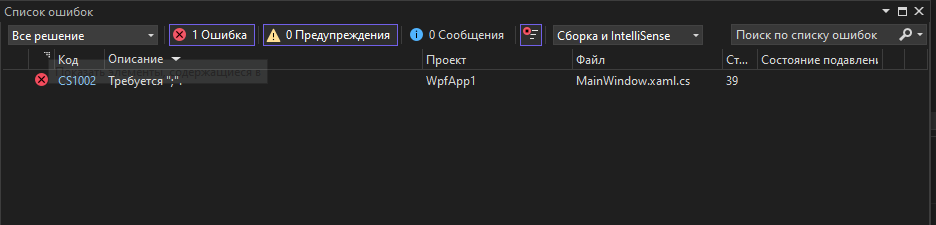 Список ошибок
Все решение 1 Ошибка 0 Предупреждения 0 Сообщения Сборка и IntelliSense Поиск по списку ошибок
Код Описание Проект Файл Ст... Состояние подавлени
CS1002 Требуется ";". WpfApp1 MainWindow.xaml.cs 39